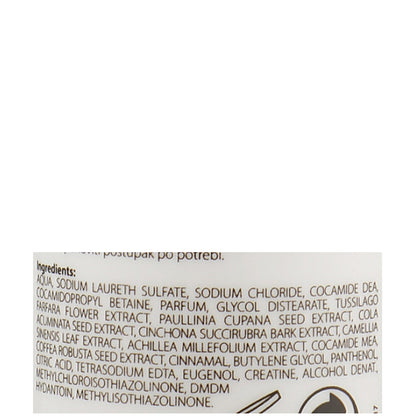 postupak po potrebi.
Ingredients:
AQUA, SODIUM LAURETH SULFATE, SODIUM CHLORIDE, COCAMIDE DEA,
COCAMIDOPROPYL BETAINE, PARFUM, GLYCOL DISTEARATE, TUSSILAGO
FARFARA FLOWER EXTRACT, PAULLINIA CUPANA SEED EXTRACT, COLA
ACUMINATA SEED EXTRACT, CINCHONA SUCCIRUBRA BARK EXTRACT, CAMELLIA
SINENSIS LEAF EXTRACT, ACHILLEA MILLEFOLIUM EXTRACT, COCAMIDE MEA,
COFFEA ROBUSTA SEED EXTRACT, CINNAMAL, BUTYLENE GLYCOL, PANTHENOL,
CITRIC ACID, TETRASODIUM EDTA, EUGENOL, CREATINE, ALCOHOL DENAT,
METHYLCHLOROISOTHIAZOLINONE, DMDM
HYDANTOIN, METHYLISOTHIAZOLINONE.